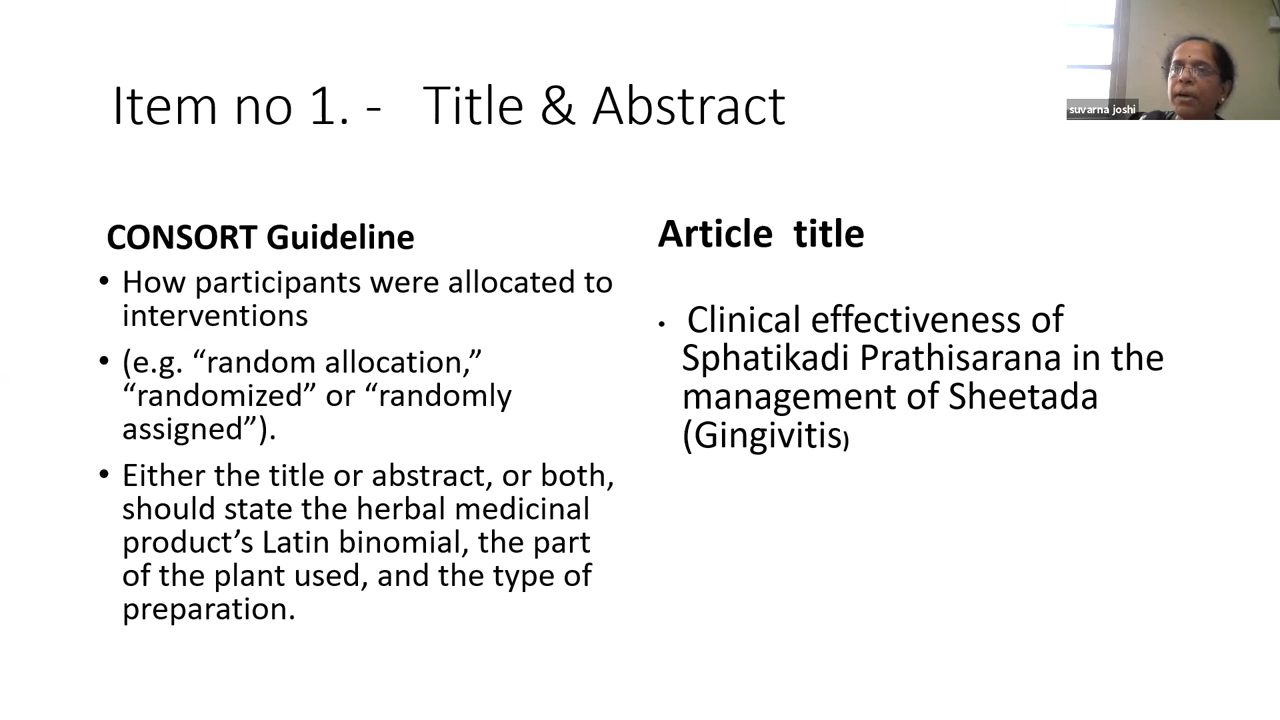 Item no 1. - Title & Abstract
suvarna joshi
CONSORT Guideline
• How participants were allocated to
interventions
• (e.g. “random allocation,”
“randomized” or “randomly
assigned”).
• Either the title or abstract, or both,
should state the herbal medicinal
product’s Latin binomial, the part
of the plant used, and the type of
preparation.
Article title
• Clinical effectiveness of
Sphatikadi Prathisarana in the
management of Sheetada
(Gingivitis)